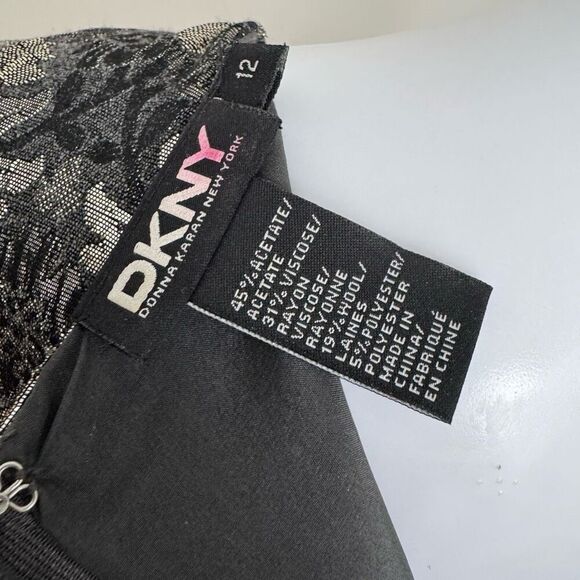 12
DKNY
DONNA KARAN NEW YORK
45% ACETATE/
ACETATE
31% VISCOSE/
RAYON
VISCOSE/
RAYONNE
19% WOOL/
LAINES
5% POLYESTER/
POLYESTER
MADE IN
CHINA/
FABRIQUÉ
EN CHINE